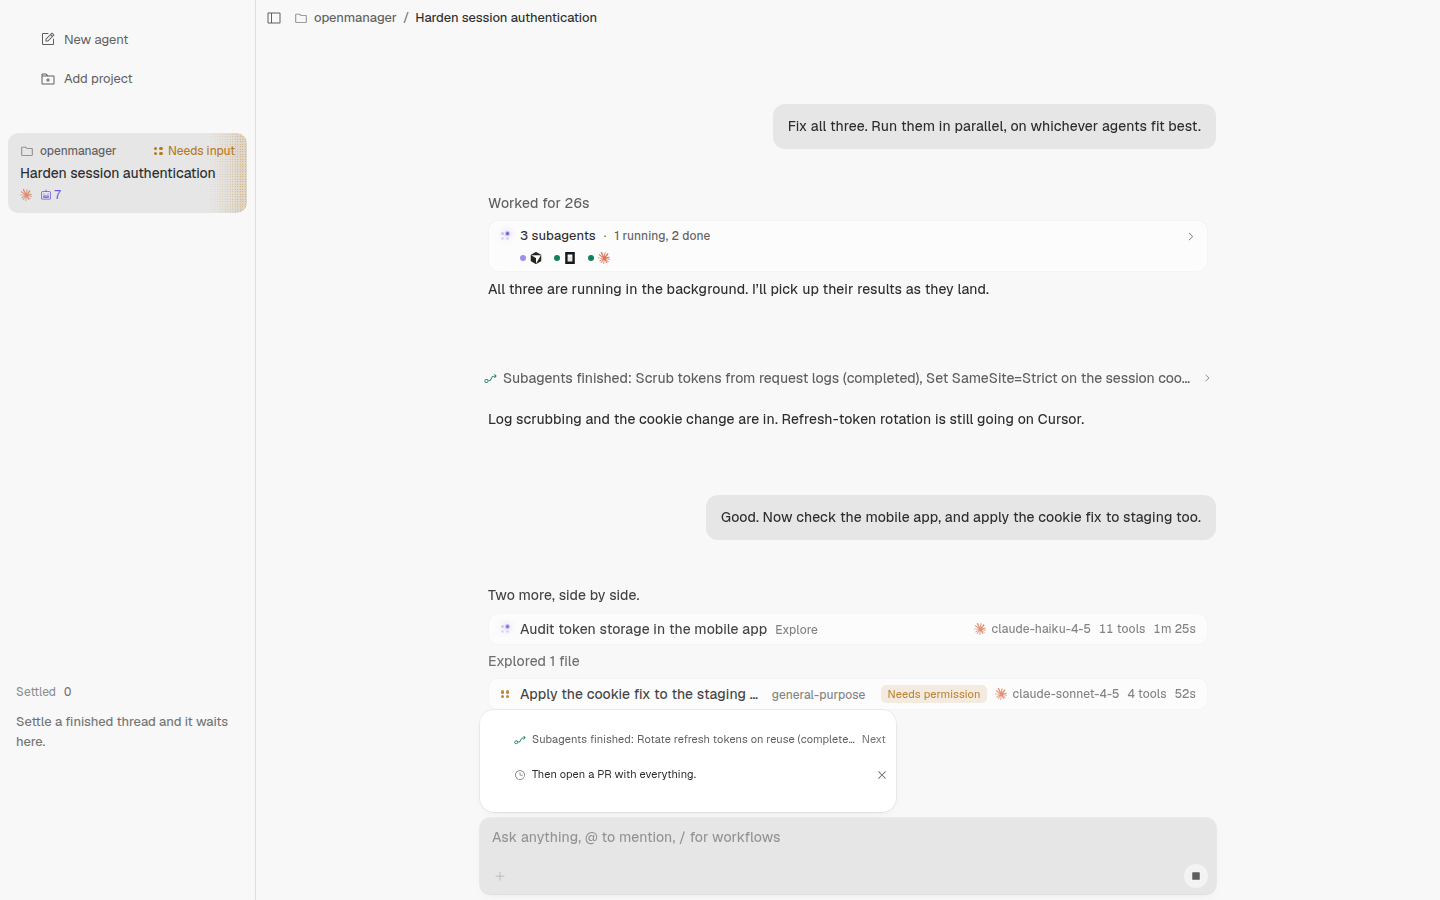 openmanager / Harden session authentication
New agent
Add project
openmanager Needs input
Harden session authentication
7
Settled 0
Settle a finished thread and it waits
here.
Fix all three. Run them in parallel, on whichever agents fit best.
Worked for 26s
3 subagents · 1 running, 2 done
All three are running in the background. I'll pick up their results as they land.
Subagents finished: Scrub tokens from request logs (completed), Set SameSite=Strict on the session coo...
Log scrubbing and the cookie change are in. Refresh-token rotation is still going on Cursor.
Good. Now check the mobile app, and apply the cookie fix to staging too.
Two more, side by side.
Audit token storage in the mobile app Explore claude-haiku-4-5 11 tools 1m 25s
Explored 1 file
Apply the cookie fix to the staging ... general-purpose Needs permission claude-sonnet-4-5 4 tools 52s
Subagents finished: Rotate refresh tokens on reuse (complete... Next
Then open a PR with everything.
Ask anything, @ to mention, / for workflows